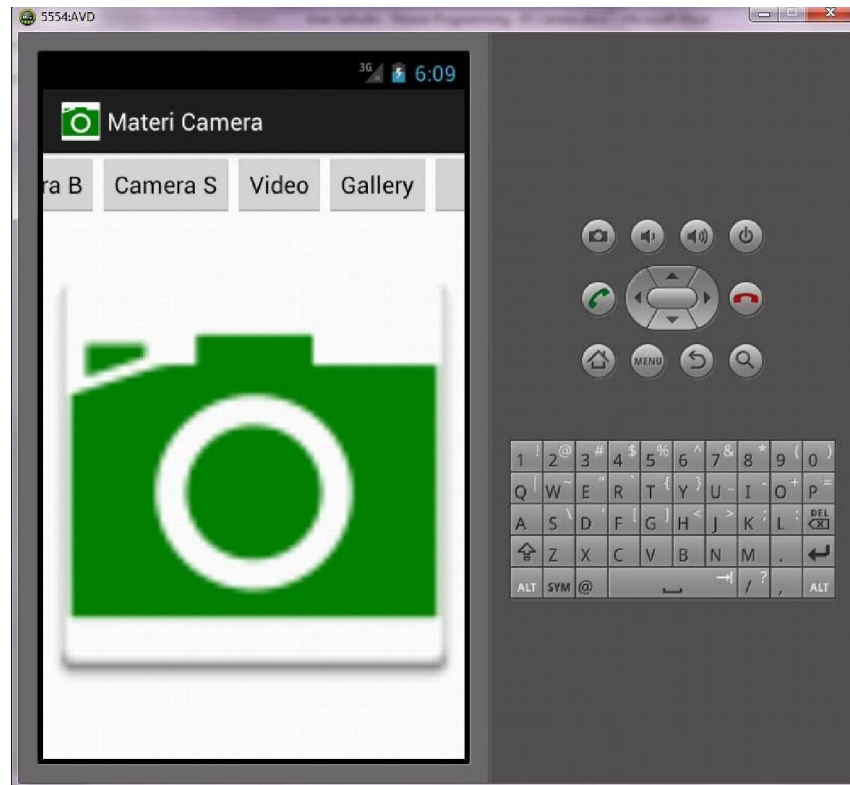 5554:AVD
3G 6:09
Materi Camera
ra B Camera S Video Gallery
MENU
1 ! 2 @ 3 # 4 $ 5 % 6 ^ 7 & 8 * 9 ( 0 )
Q | W ~ E " R ` T { Y } U _ I - O + P =
A S \ D ' F [ G ] H < J > K ; L : DEL
Z X C V B N M .
ALT SYM @ / ? , ALT